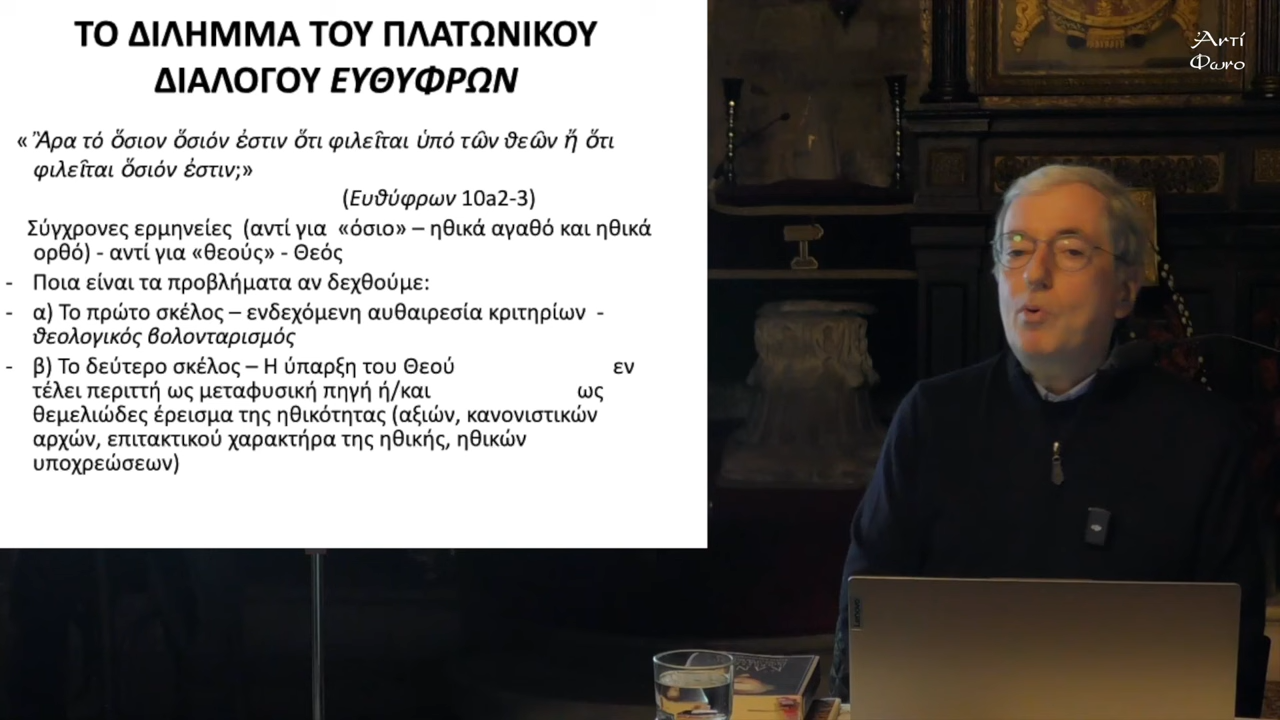 ΤΟ ΔΙΛΗΜΜΑ ΤΟΥ ΠΛΑΤΩΝΙΚΟΥ
ΔΙΑΛΟΓΟΥ ΕΥΘΥΦΡΩΝ
« Ἆρα τό ὅσιον ὅσιόν ἐστιν ὅτι φιλεῖται ὑπό τῶν θεῶν ἤ ὅτι
φιλεῖται ὅσιόν ἐστιν;»
(Ευθύφρων 10a2-3)
Σύγχρονες ερμηνείες (αντί για «όσιο» – ηθικά αγαθό και ηθικά
ορθό) - αντί για «θεούς» - Θεός
- Ποια είναι τα προβλήματα αν δεχθούμε:
- α) Το πρώτο σκέλος – ενδεχόμενη αυθαιρεσία κριτηρίων -
θεολογικός βολονταρισμός
- β) Το δεύτερο σκέλος – Η ύπαρξη του Θεού εν
τέλει περιττή ως μεταφυσική πηγή ή/και ως
θεμελιώδες έρεισμα της ηθικότητας (αξιών, κανονιστικών
αρχών, επιτακτικού χαρακτήρα της ηθικής, ηθικών
υποχρεώσεων)
Ἀντί
Φωνο
Lenovo